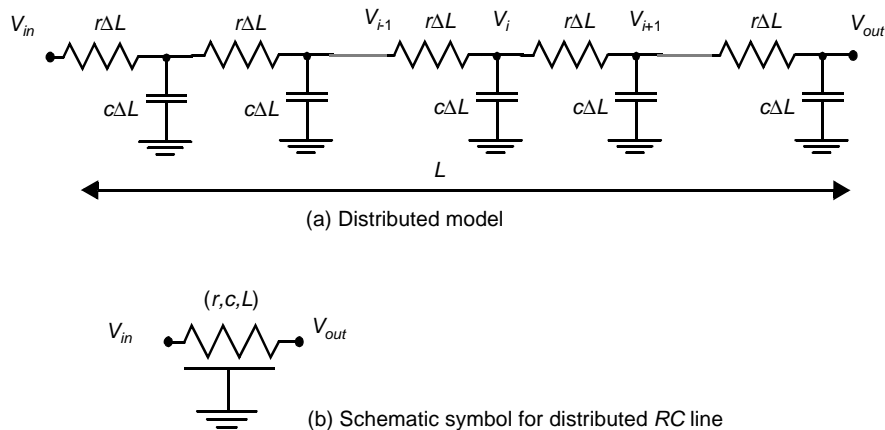 V_in rΔL rΔL V_i-1 rΔL V_i rΔL V_i+1 rΔL V_out
cΔL cΔL cΔL cΔL cΔL
L
(a) Distributed model
(r,c,L)
V_in V_out
(b) Schematic symbol for distributed RC line